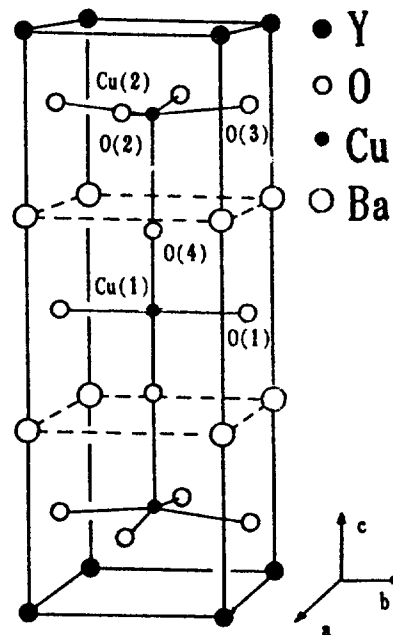 Y
O
Cu
Ba
Cu(2)
O(2)
O(3)
O(4)
Cu(1)
O(1)
c
a